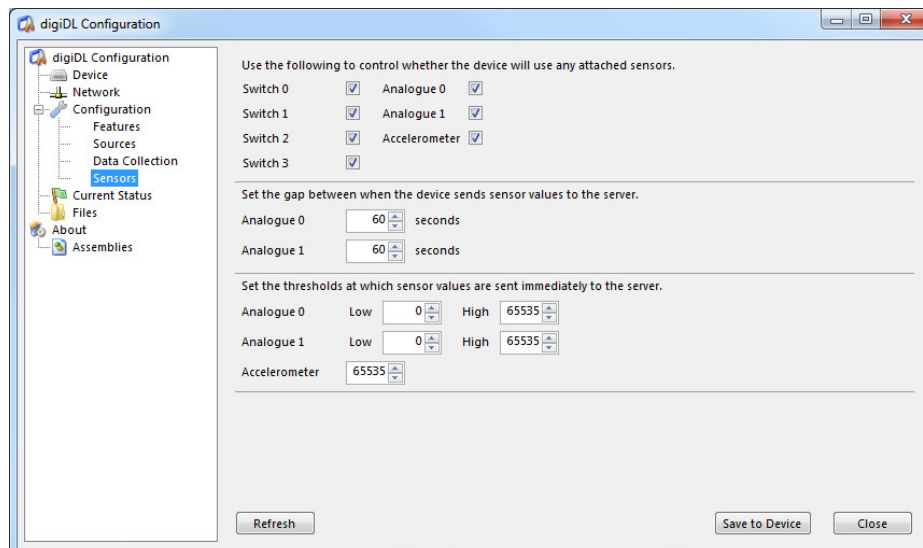 digiDL Configuration
digiDL Configuration
Device
Network
Configuration
Features
Sources
Data Collection
Sensors
Current Status
Files
About
Assemblies
Use the following to control whether the device will use any attached sensors.
Switch 0 Analogue 0
Switch 1 Analogue 1
Switch 2 Accelerometer
Switch 3
Set the gap between when the device sends sensor values to the server.
Analogue 0 60 seconds
Analogue 1 60 seconds
Set the thresholds at which sensor values are sent immediately to the server.
Analogue 0 Low 0 High 65535
Analogue 1 Low 0 High 65535
Accelerometer 65535
Refresh Save to Device Close